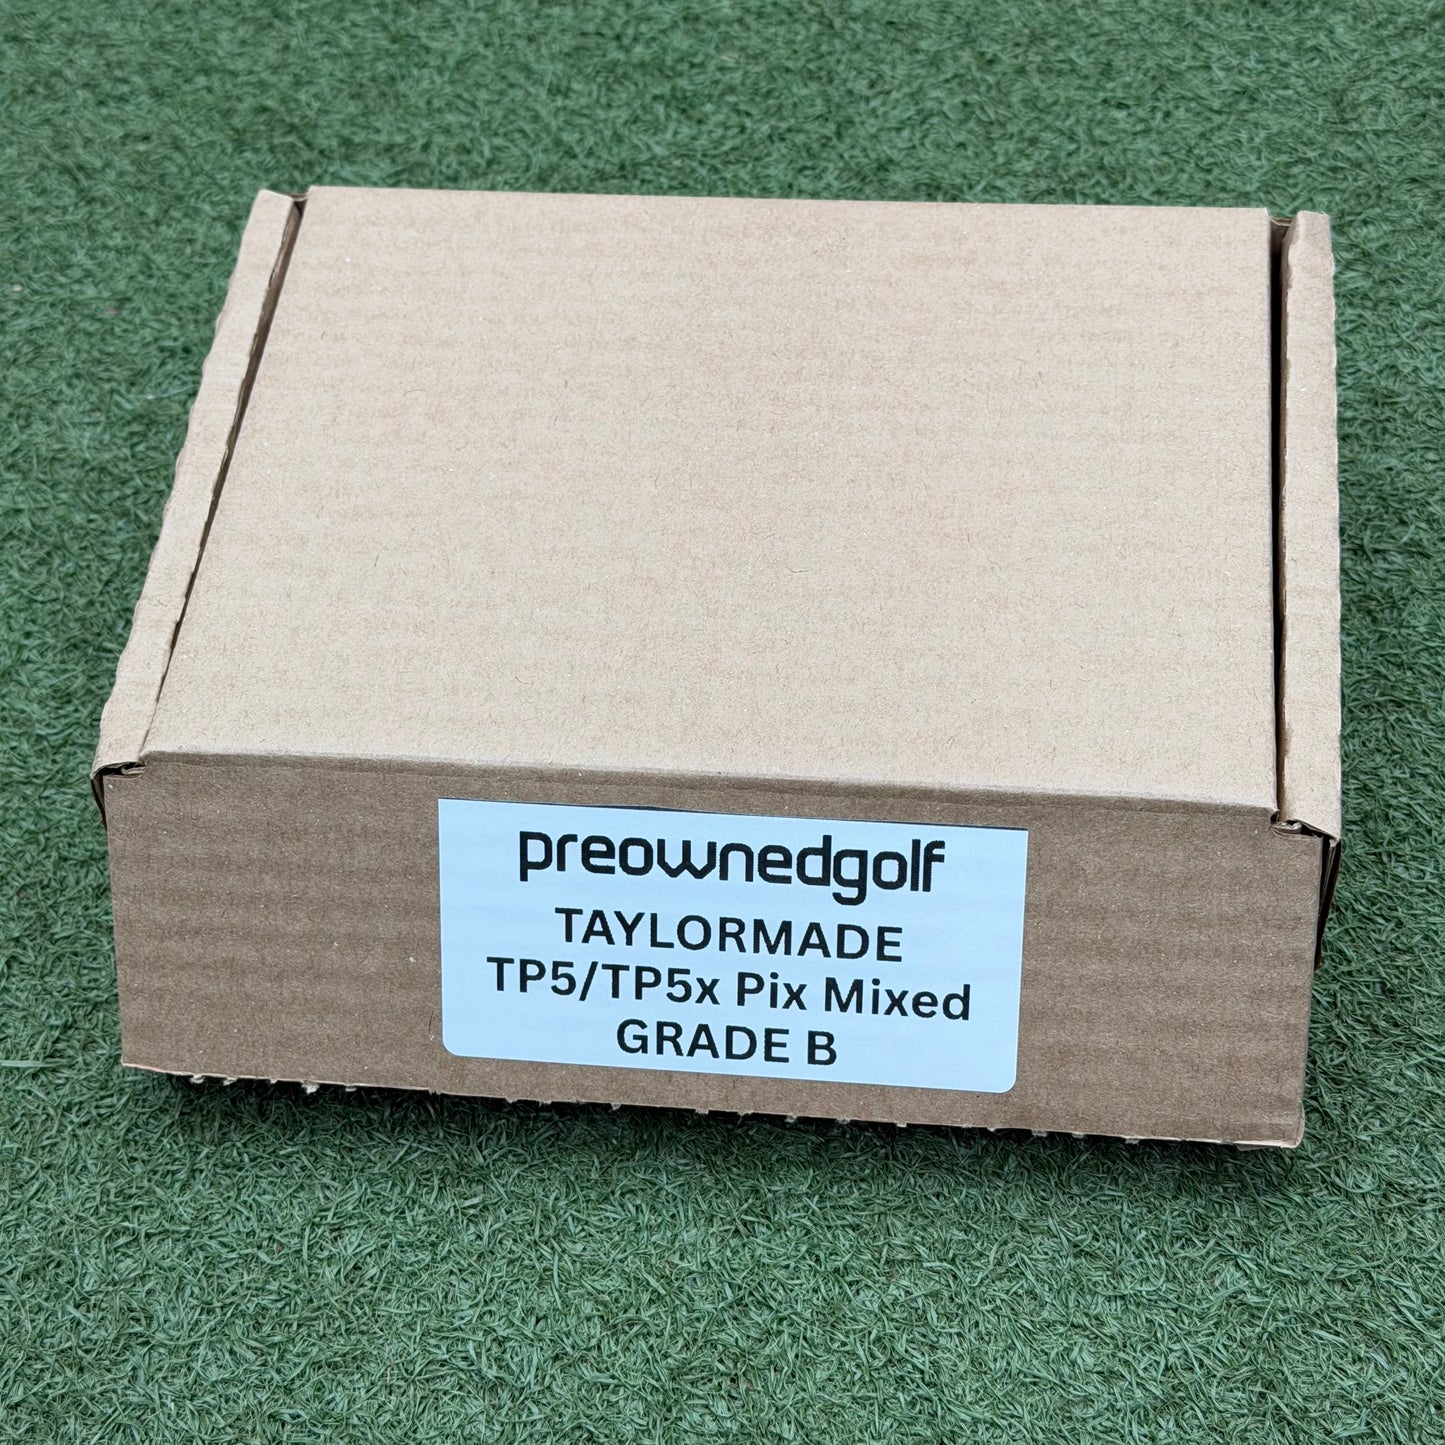 preownedgolf
TAYLORMADE
TP5/TP5x Pix Mixed
GRADE B